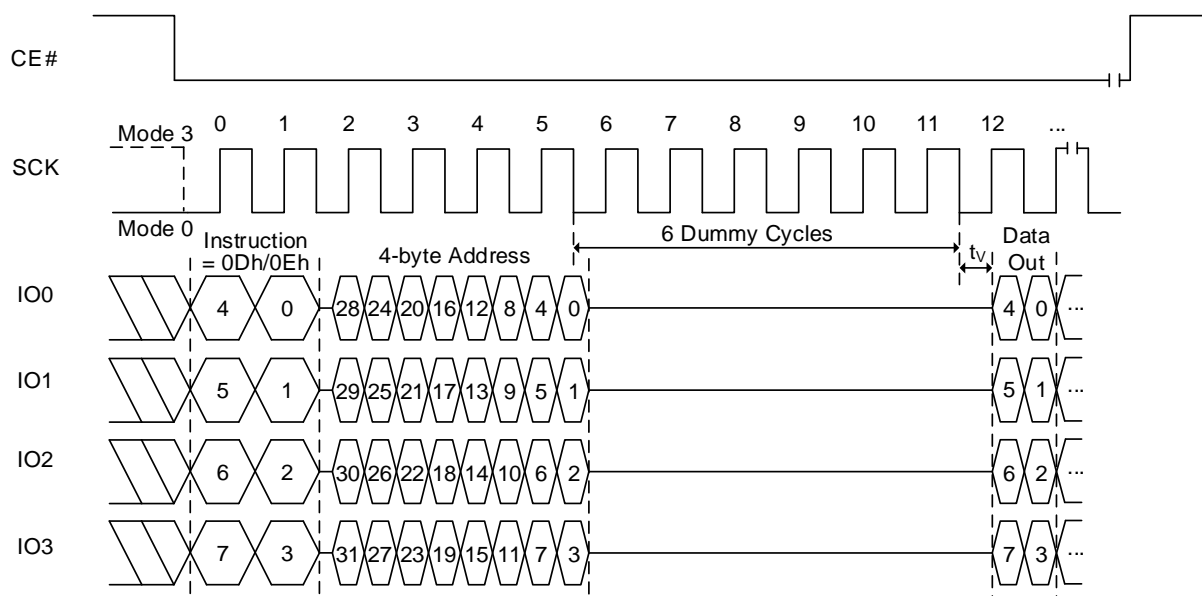 CE#
0 1 2 3 4 5 6 7 8 9 10 11 12 ...
Mode 3
SCK
Mode 0
Instruction
= 0Dh/0Eh
4-byte Address
6 Dummy Cycles
tV
Data
Out
IO0 4 0 28 24 20 16 12 8 4 0 4 0 ...
IO1 5 1 29 25 21 17 13 9 5 1 5 1 ...
IO2 6 2 30 26 22 18 14 10 6 2 6 2 ...
IO3 7 3 31 27 23 19 15 11 7 3 7 3 ...